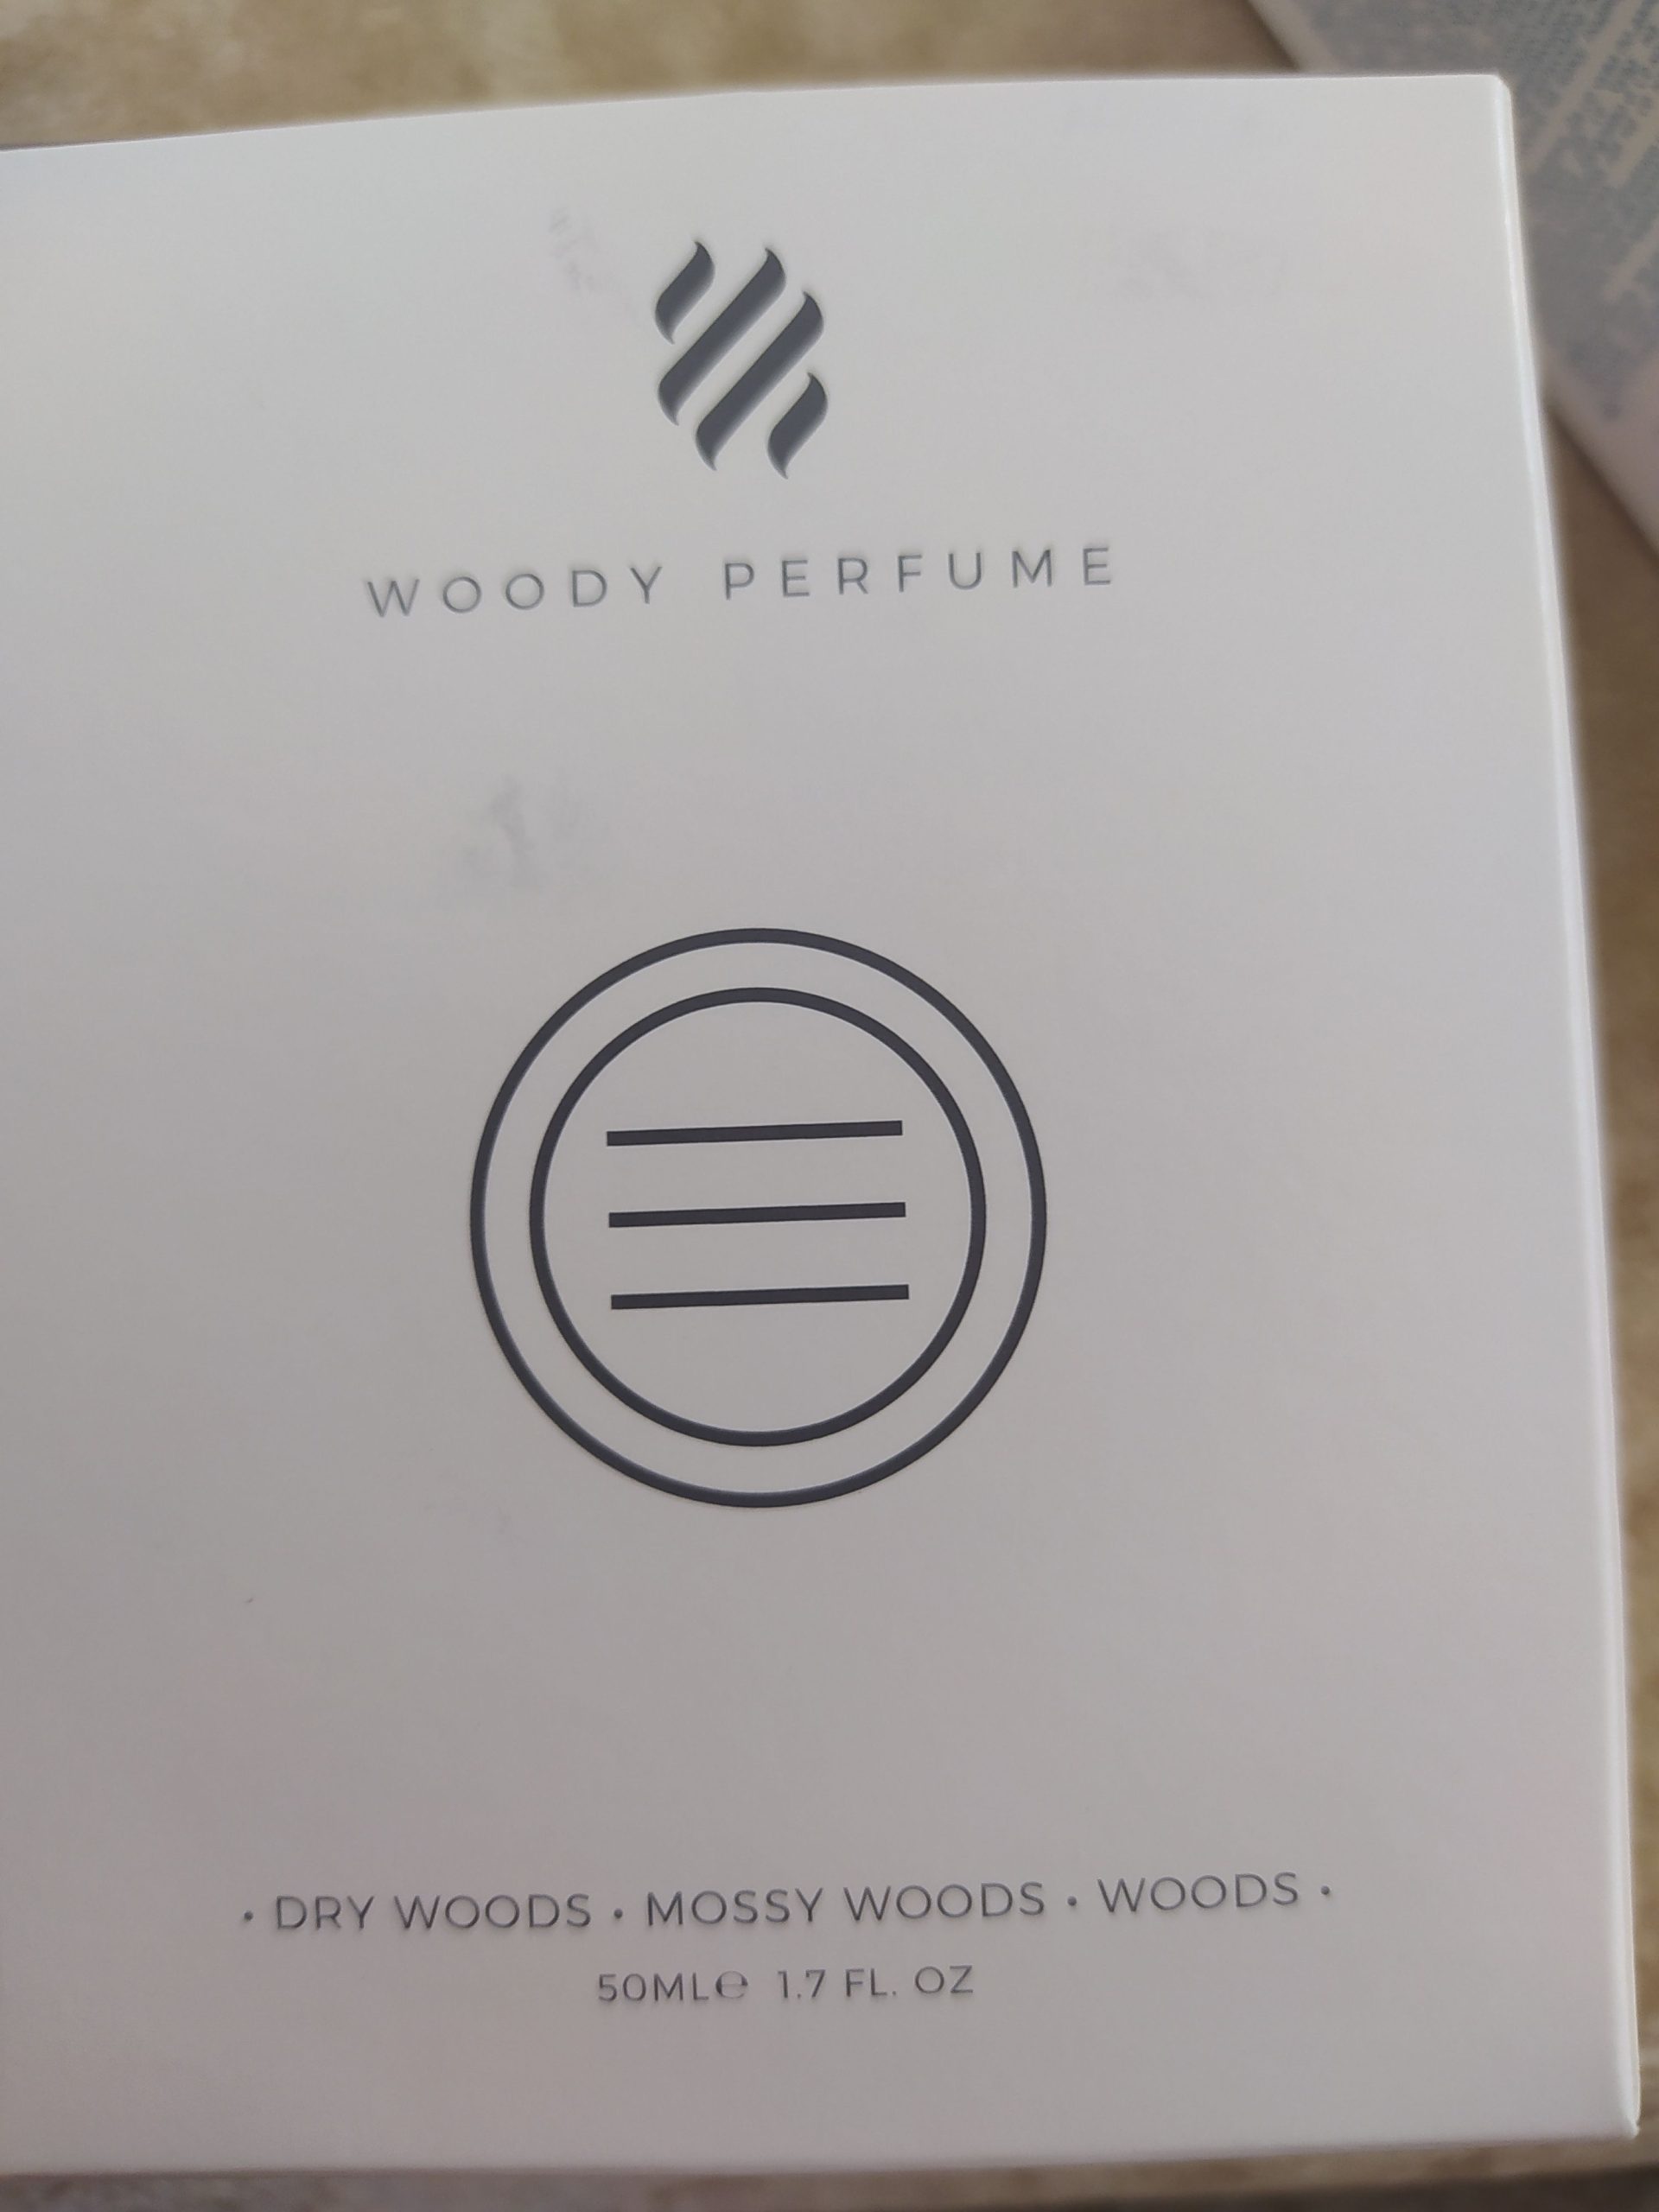 WOODY PERFUME
· DRY WOODS · MOSSY WOODS · WOODS ·
50ML℮ 1.7 FL. OZ